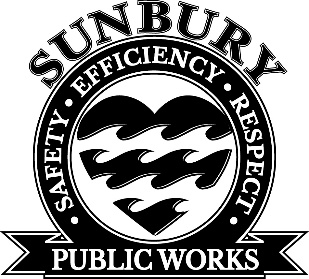 SUNBURY
• SAFETY • EFFICIENCY • RESPECT •
PUBLIC WORKS